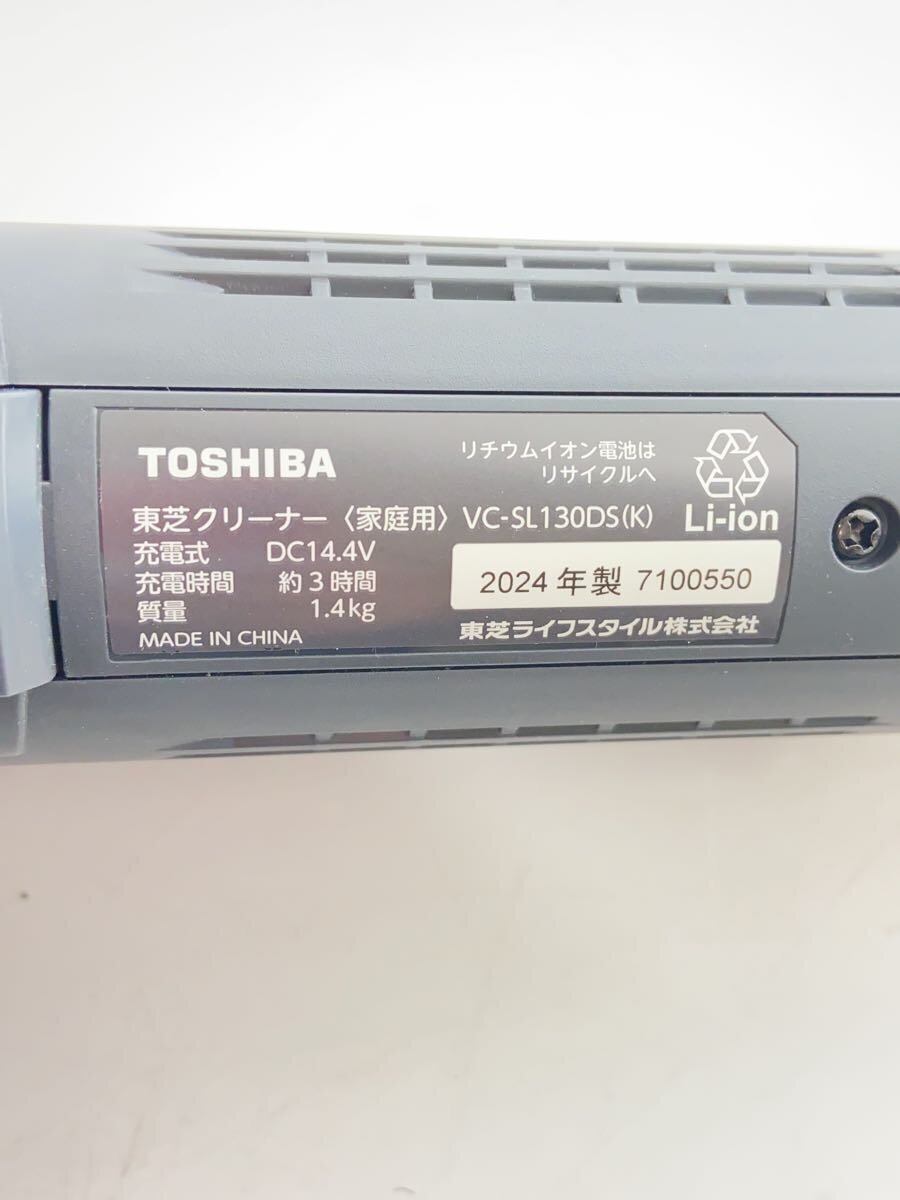 TOSHIBA
リチウムイオン電池は
リサイクルへ
Li-ion
東芝クリーナー〈家庭用〉 VC-SL130DS(K)
充電式 DC14.4V
充電時間 約3時間
質量 1.4kg
MADE IN CHINA
2024年製 7100550
東芝ライフスタイル株式会社